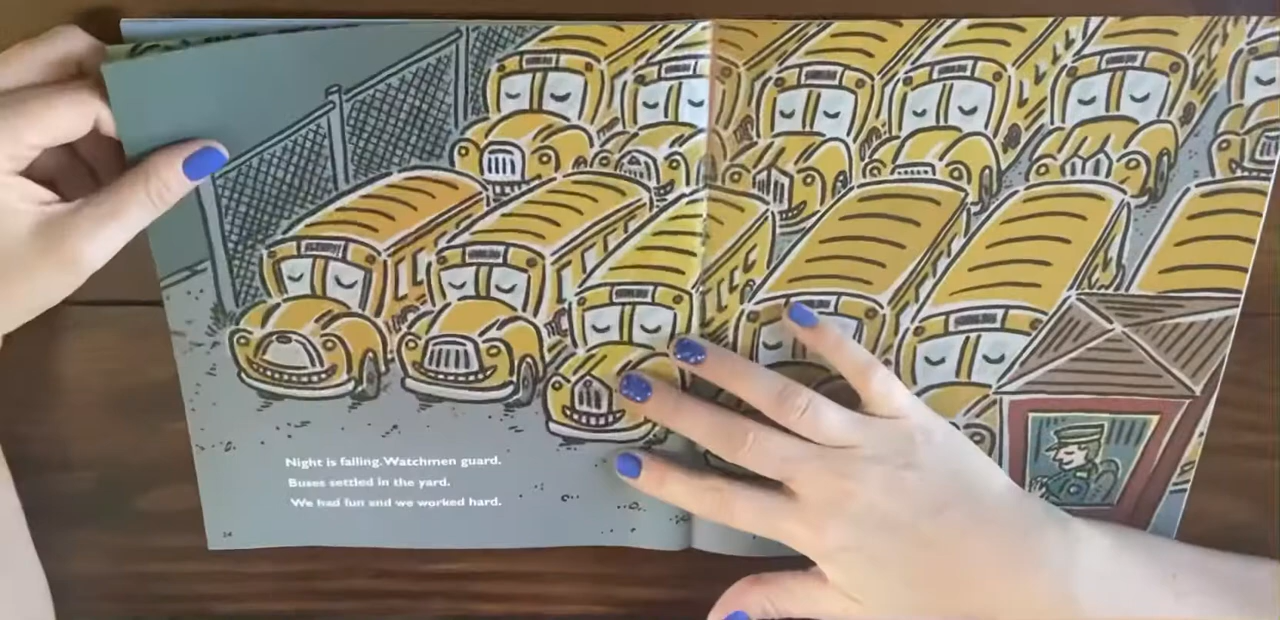 Night is falling. Watchmen guard.
Buses settled in the yard.
We had fun and we worked hard.